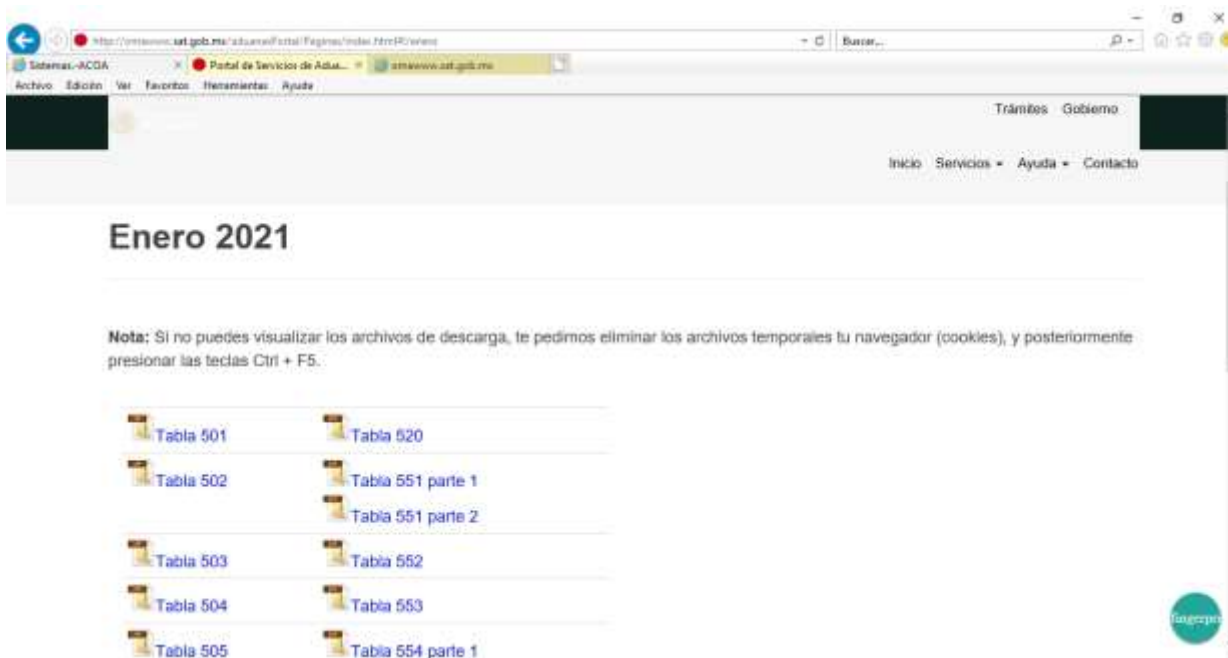 Buscar...
Sistemas.-ACOA
Portal de Servicios de Adua...
Archivo Edición Ver Favoritos Herramientas Ayuda
Trámites Gobierno
Inicio Servicios Ayuda Contacto
Enero 2021
Nota: Si no puedes visualizar los archivos de descarga, te pedimos eliminar los archivos temporales tu navegador (cookies), y posteriormente
presionar las teclas Ctrl + F5.
Tabla 501 Tabla 520
Tabla 502 Tabla 551 parte 1
Tabla 551 parte 2
Tabla 503 Tabla 552
Tabla 504 Tabla 553
Tabla 505 Tabla 554 parte 1